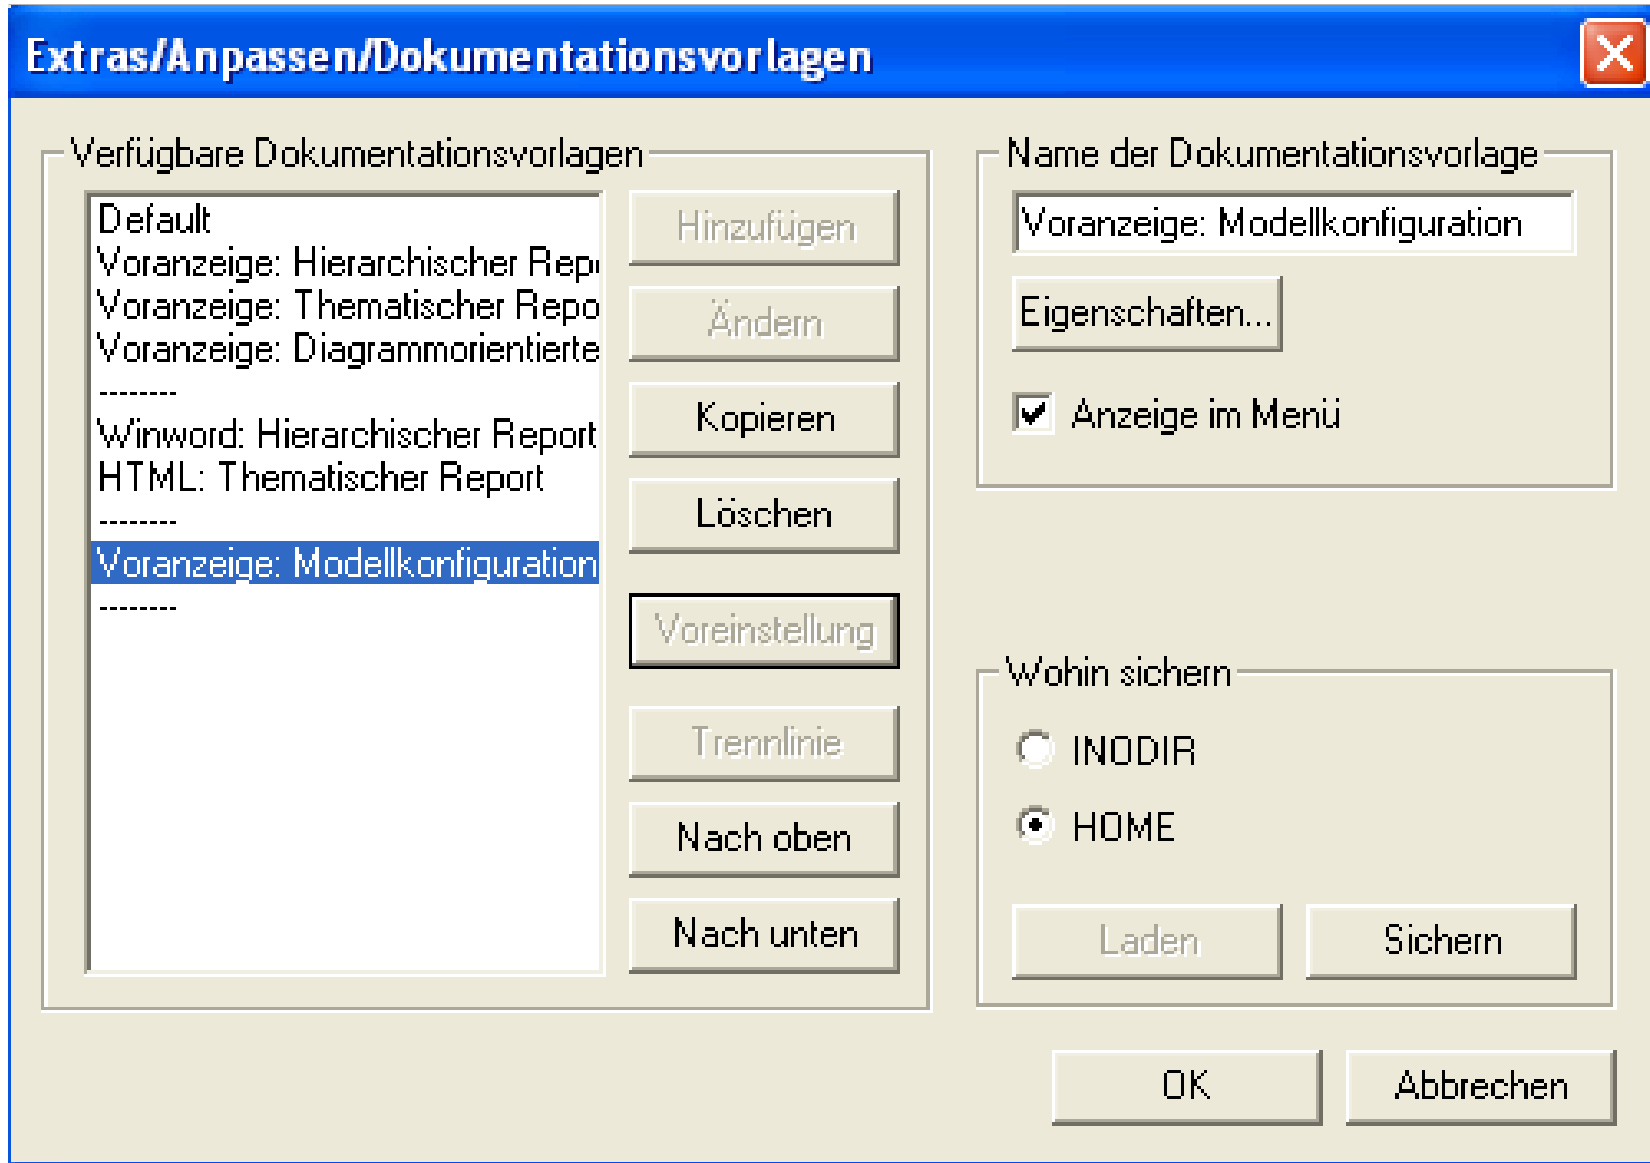 Extras/Anpassen/Dokumentationsvorlagen
Verfügbare Dokumentationsvorlagen
Default
Voranzeige: Hierarchischer Repo
Voranzeige: Thematischer Repo
Voranzeige: Diagrammorientierte
--------
Winword: Hierarchischer Report
HTML: Thematischer Report
--------
Voranzeige: Modellkonfiguration
--------
Hinzufügen
Ändern
Kopieren
Löschen
Voreinstellung
Trennlinie
Nach oben
Nach unten
Name der Dokumentationsvorlage
Voranzeige: Modellkonfiguration
Eigenschaften...
Anzeige im Menü
Wohin sichern
INODIR
HOME
Laden
Sichern
OK
Abbrechen